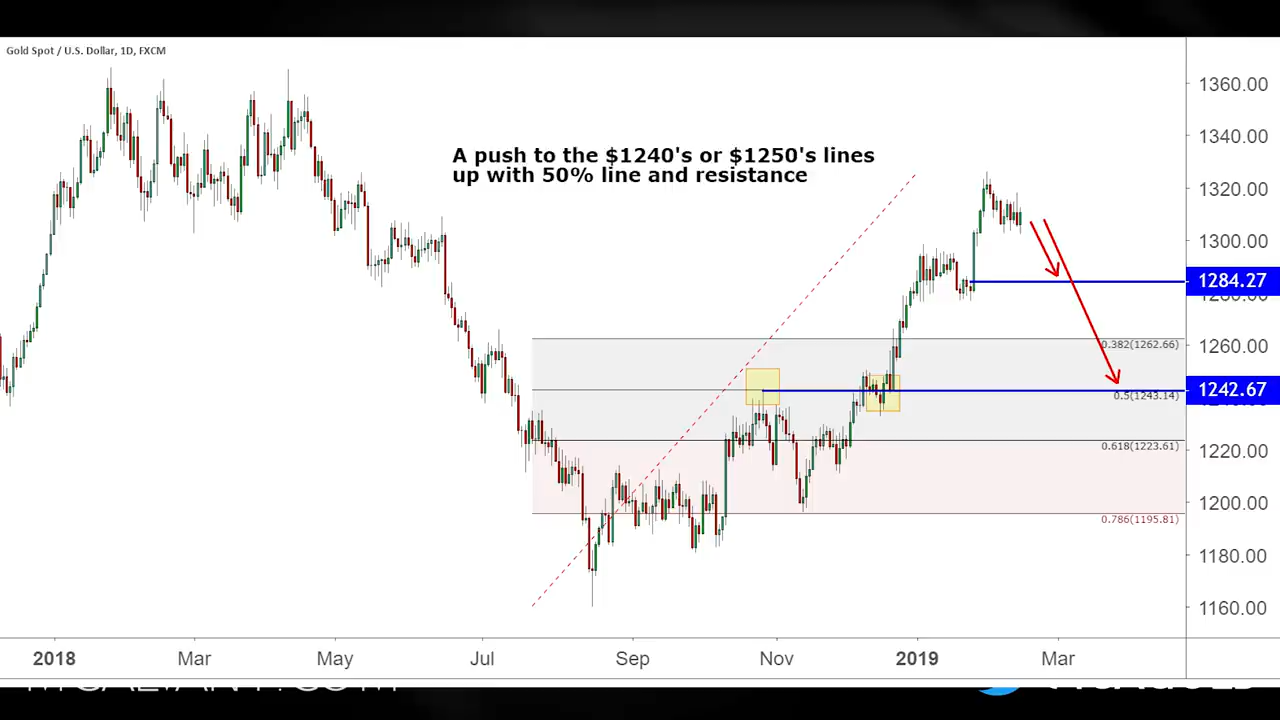 Gold Spot / U.S. Dollar, 1D, FXCM
A push to the $1240's or $1250's lines
up with 50% line and resistance
1360.00
1340.00
1320.00
1300.00
1284.27
1260.00
0.382(1262.66)
1242.67
0.5(1243.14)
0.618(1223.61)
1220.00
1200.00
0.786(1195.81)
1180.00
1160.00
2018
Mar
May
Jul
Sep
Nov
2019
Mar